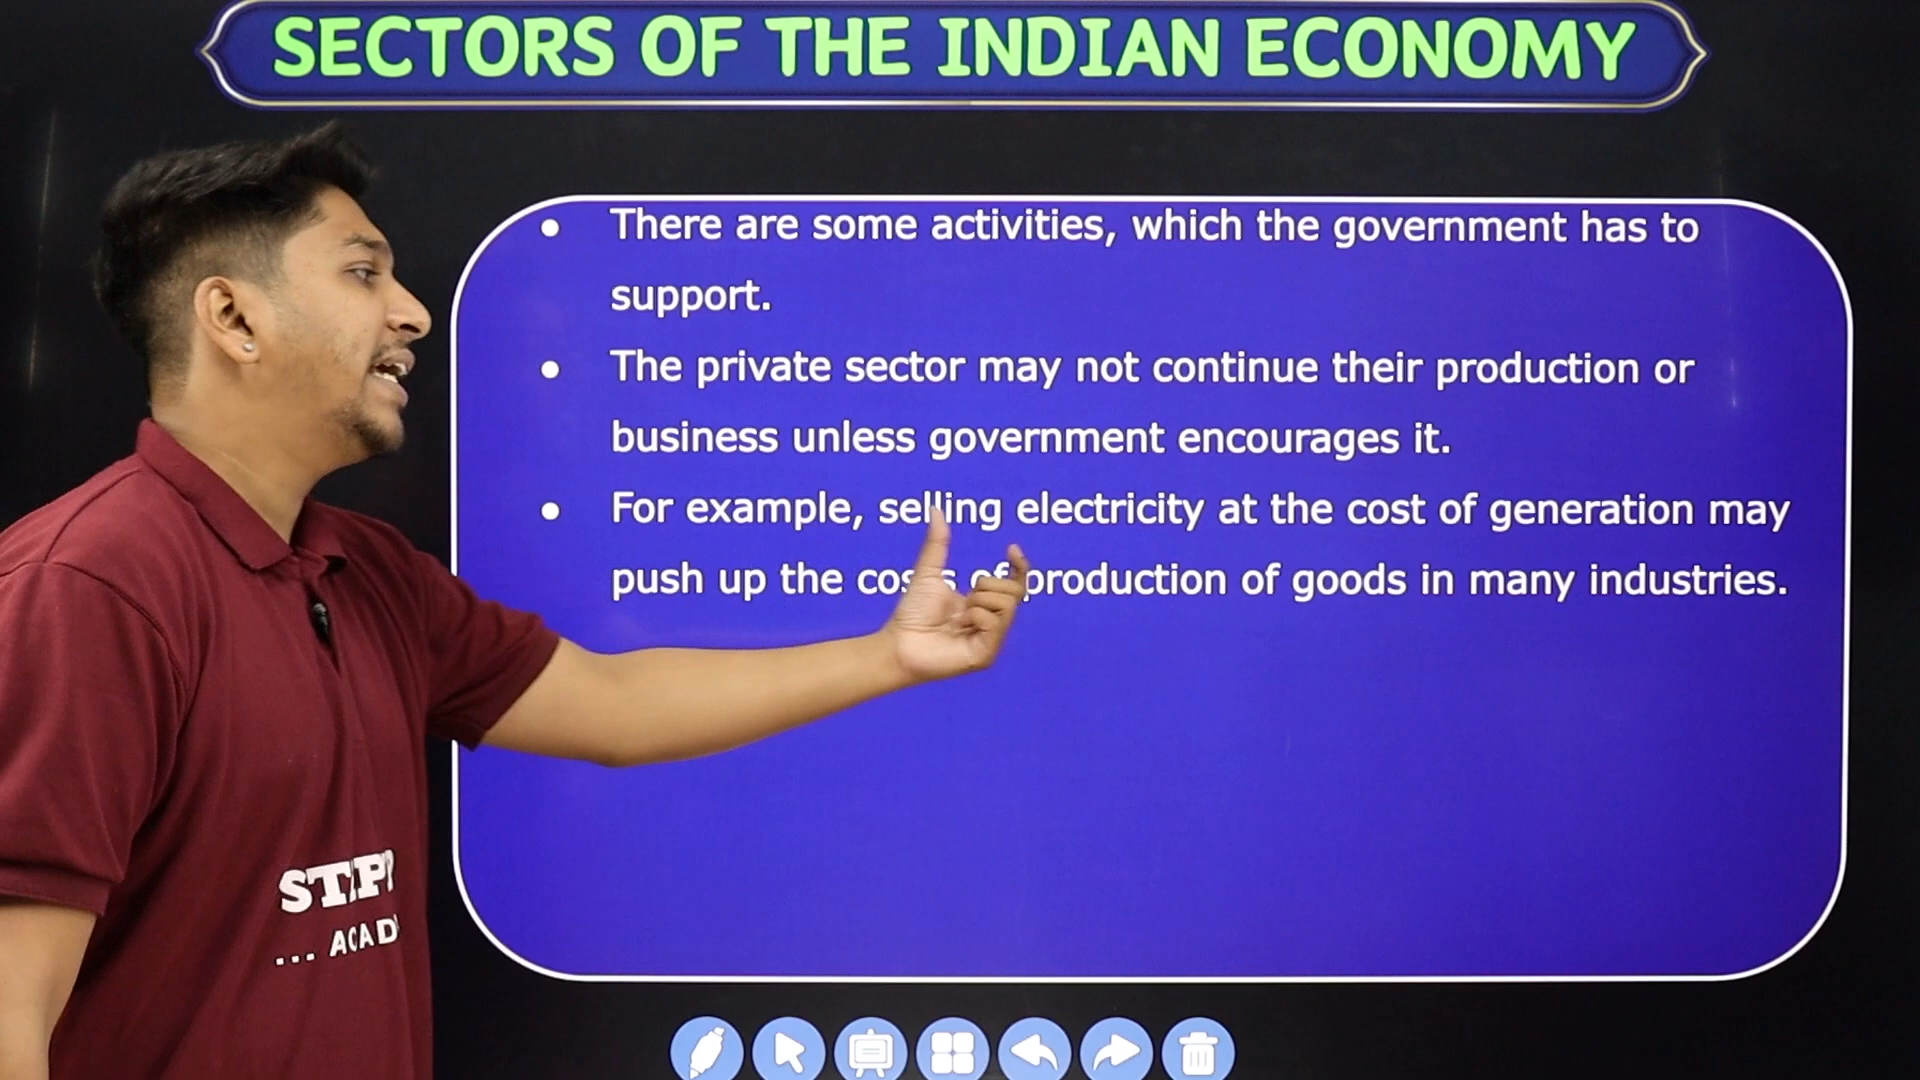 SECTORS OF THE INDIAN ECONOMY
There are some activities, which the government has to
support.
The private sector may not continue their production or
business unless government encourages it.
For example, selling electricity at the cost of generation may
push up the costs of production of goods in many industries.
... ACAD